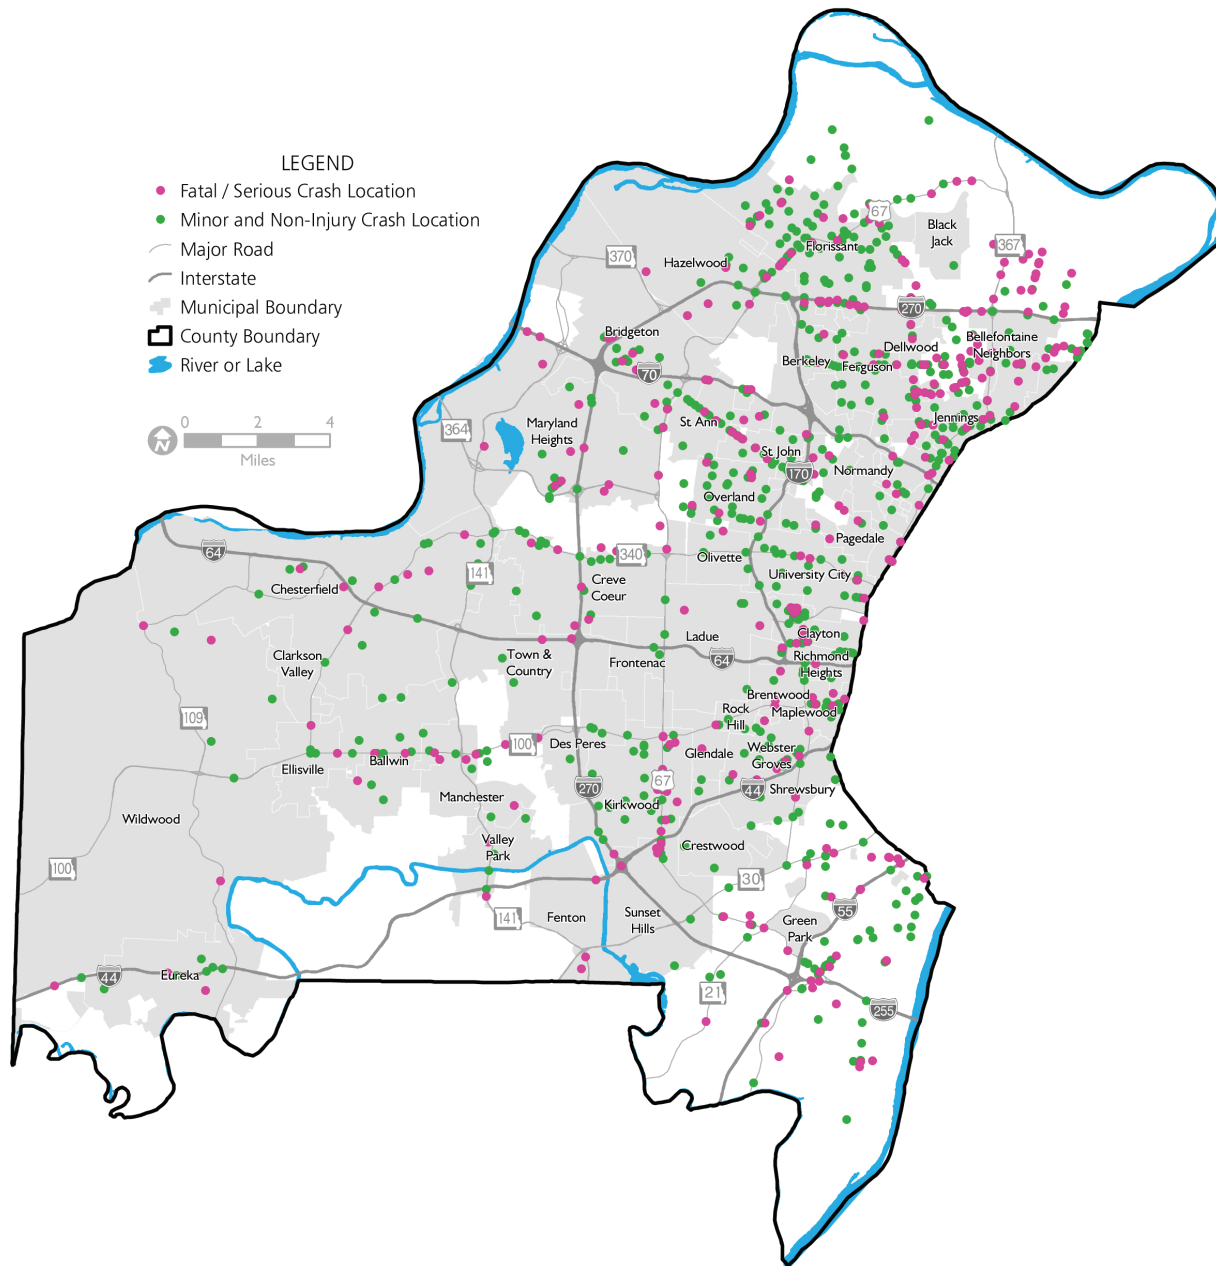 LEGEND
Fatal / Serious Crash Location
Minor and Non-Injury Crash Location
Major Road
Interstate
Municipal Boundary
County Boundary
River or Lake
0 2 4
N
Miles
67
Black
Jack
Florissant
367
370
Hazelwood
270
Bridgeton
Dellwood
Bellefontaine
Neighbors
Berkeley
Ferguson
70
St Ann
Jennings
364
Maryland
Heights
St John
170
Normandy
Overland
Pagedale
64
340
Olivette
141
University City
Chesterfield
Creve
Coeur
Ladue
Clayton
Clarkson
Valley
Town &
Country
Frontenac
64
Richmond
Heights
Brentwood
109
Rock
Hill
Maplewood
100
Des Peres
Glendale
Webster
Groves
Ellisville
Ballwin
67
270
44
Shrewsbury
Manchester
Kirkwood
Wildwood
Valley
Park
Crestwood
100
30
141
Fenton
Sunset
Hills
Green
Park
55
44
Eureka
21
255